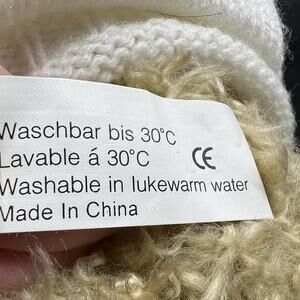 Waschbar bis 30°C
Lavable á 30°C CE
Washable in lukewarm water
Made In China